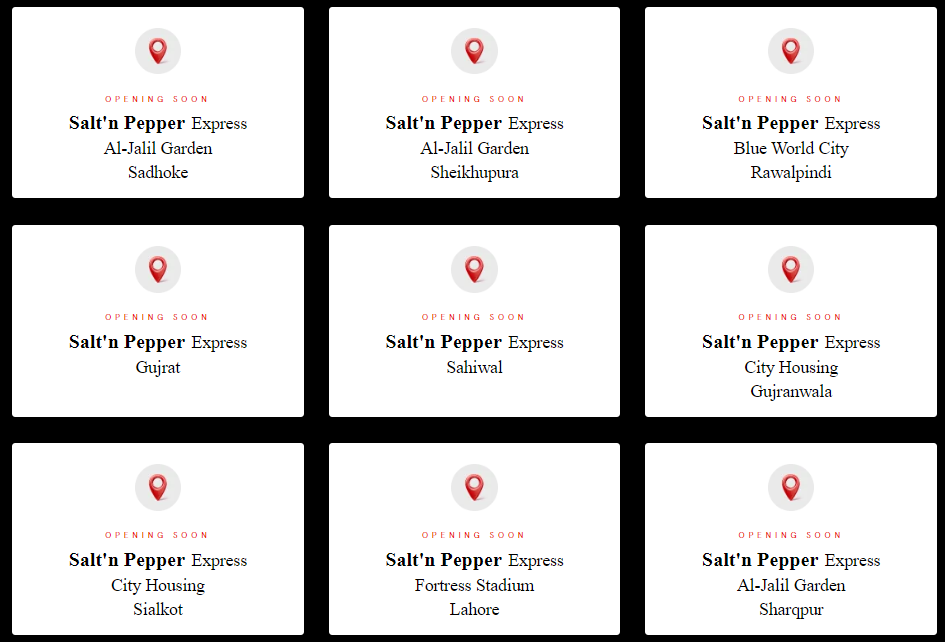 OPENING SOON
Salt'n Pepper Express
Al-Jalil Garden
Sadhoke
OPENING SOON
Salt'n Pepper Express
Al-Jalil Garden
Sheikhupura
OPENING SOON
Salt'n Pepper Express
Blue World City
Rawalpindi
OPENING SOON
Salt'n Pepper Express
Gujrat
OPENING SOON
Salt'n Pepper Express
Sahiwal
OPENING SOON
Salt'n Pepper Express
City Housing
Gujranwala
OPENING SOON
Salt'n Pepper Express
City Housing
Sialkot
OPENING SOON
Salt'n Pepper Express
Fortress Stadium
Lahore
OPENING SOON
Salt'n Pepper Express
Al-Jalil Garden
Sharqpur